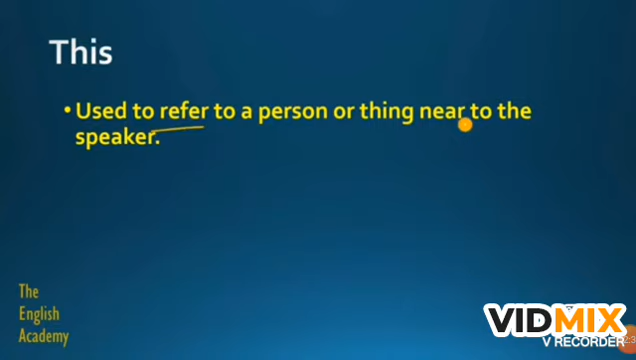 This
• Used to refer to a person or thing near to the
speaker.
The
English
Academy
VIDMIX
V RECORDER